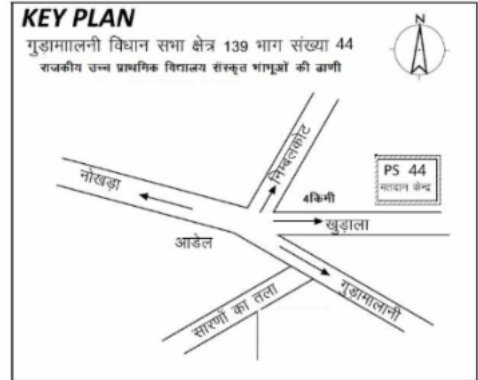 KEY PLAN
N
गुड़ामाालनी विधान सभा क्षेत्र 139 भाग संख्या 44
राजकीय उच्च प्राथमिक विद्यालय संस्कृत भांभूओं की ढाणी
निम्बलकोट
नोखड़ा
PS 44
मतदान केन्द्र
4किमी
खुड़ाला
आडेल
गुड़ामालानी
सारणो का तला